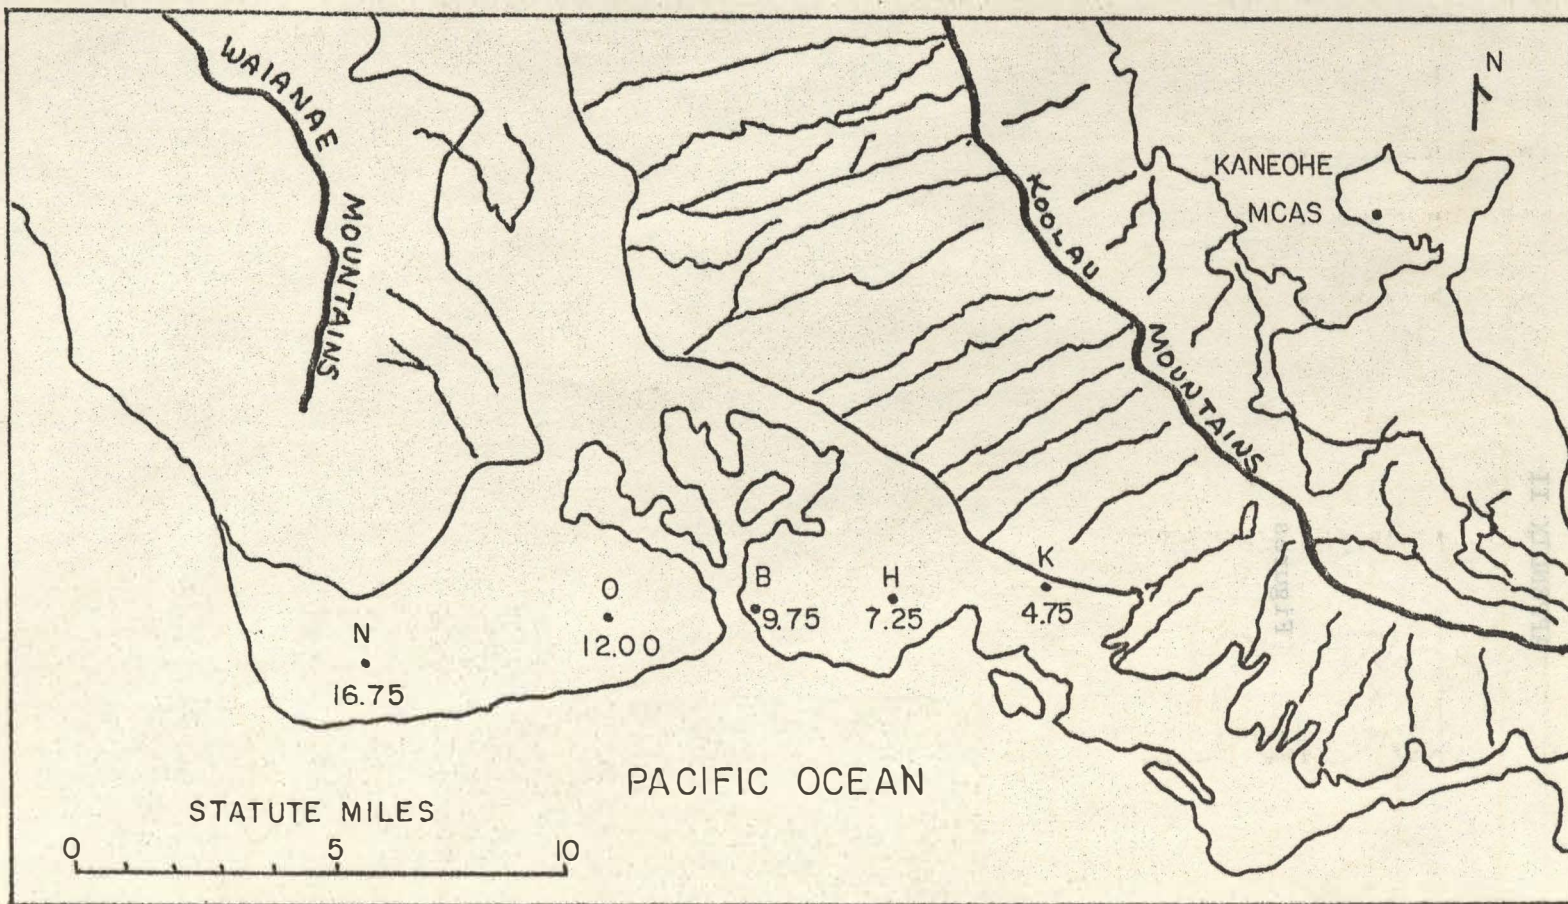 WAIANAE
MOUNTAINS
KOOLAU
MOUNTAINS
N
KANEOHE
MCAS
N
16.75
O
12.00
B
9.75
H
7.25
K
4.75
PACIFIC OCEAN
STATUTE MILES
0 5 10